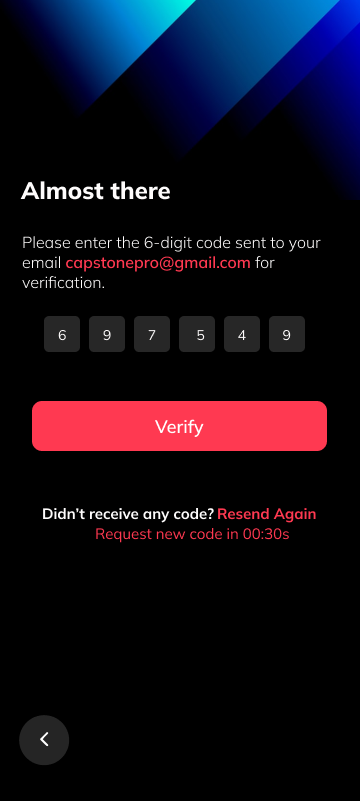 Almost there
Please enter the 6-digit code sent to your
email capstonepro@gmail.com for
verification.
6 9 7 5 4 9
Verify
Didn't receive any code? Resend Again
Request new code in 00:30s